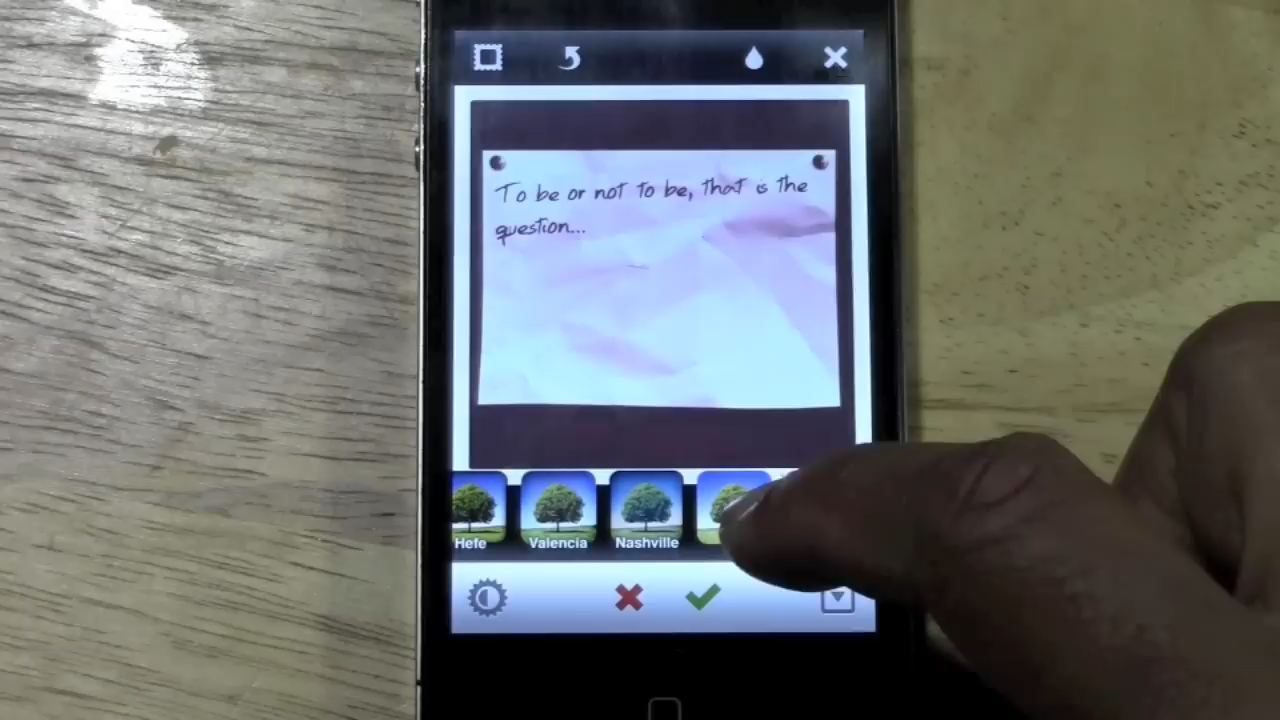 To be or not to be, that is the
question...
Hefe Valencia Nashville